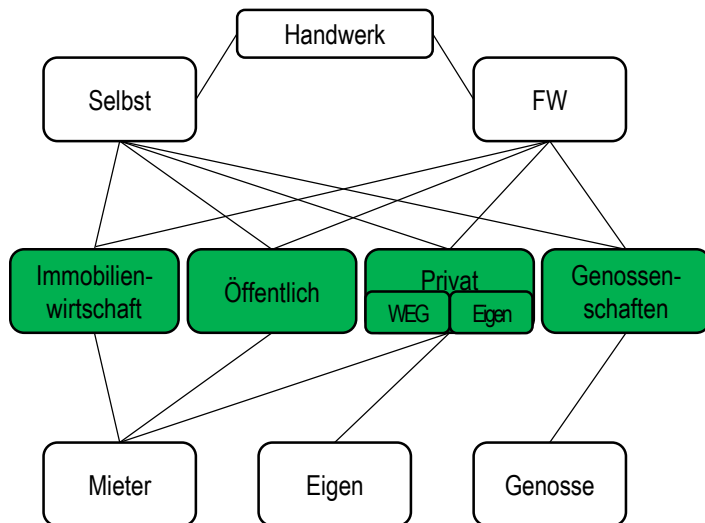 Handwerk
Selbst
FW
Immobilien-
wirtschaft
Öffentlich
Privat
WEG
Eigen
Genossen-
schaften
Mieter
Eigen
Genosse